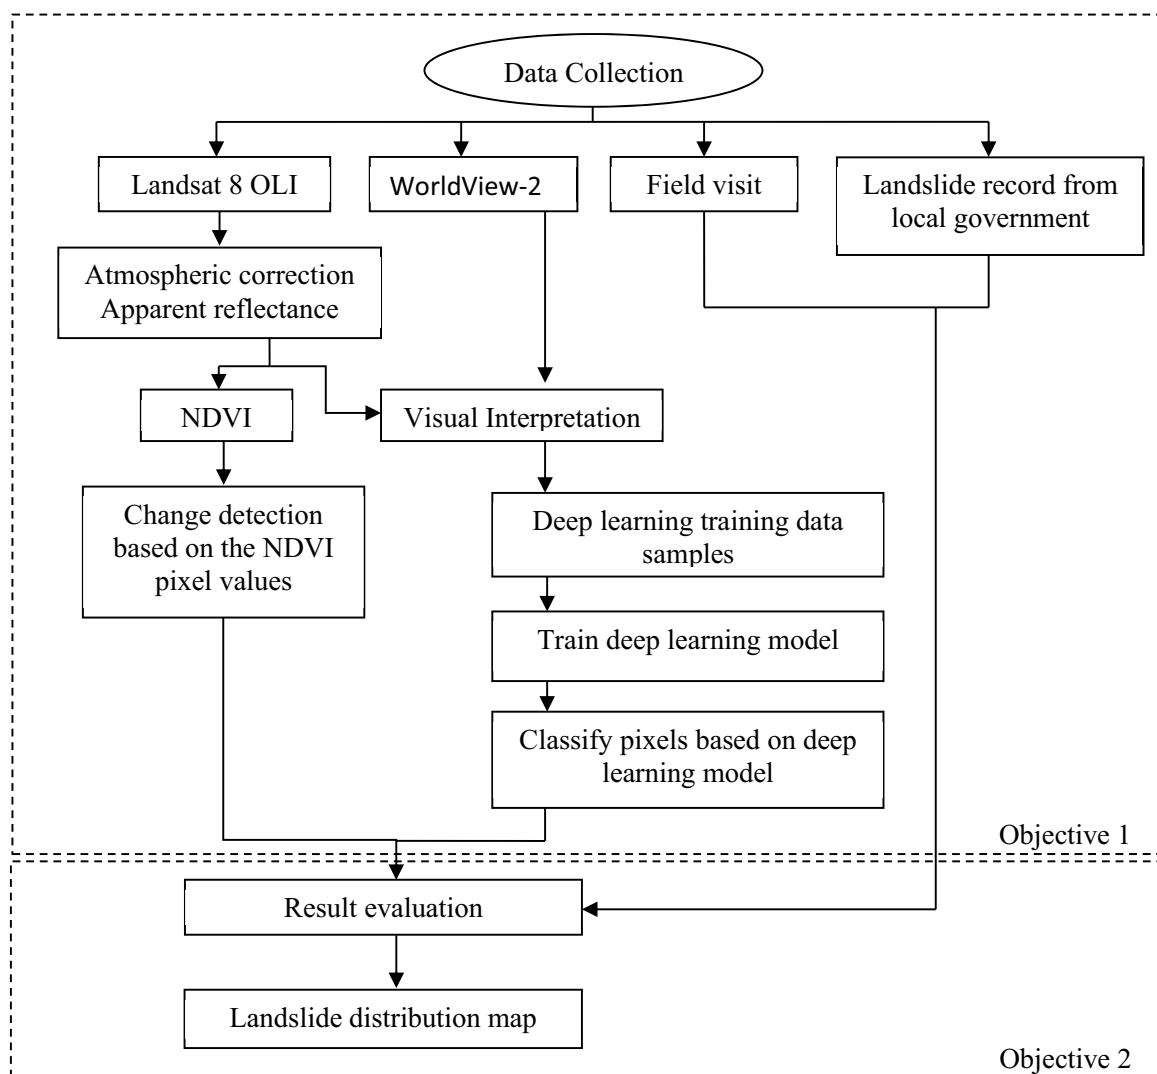 Data Collection
Landsat 8 OLI
WorldView-2
Field visit
Landslide record from
local government
Atmospheric correction
Apparent reflectance
NDVI
Visual Interpretation
Change detection
based on the NDVI
pixel values
Deep learning training data
samples
Train deep learning model
Classify pixels based on deep
learning model
Objective 1
Result evaluation
Landslide distribution map
Objective 2